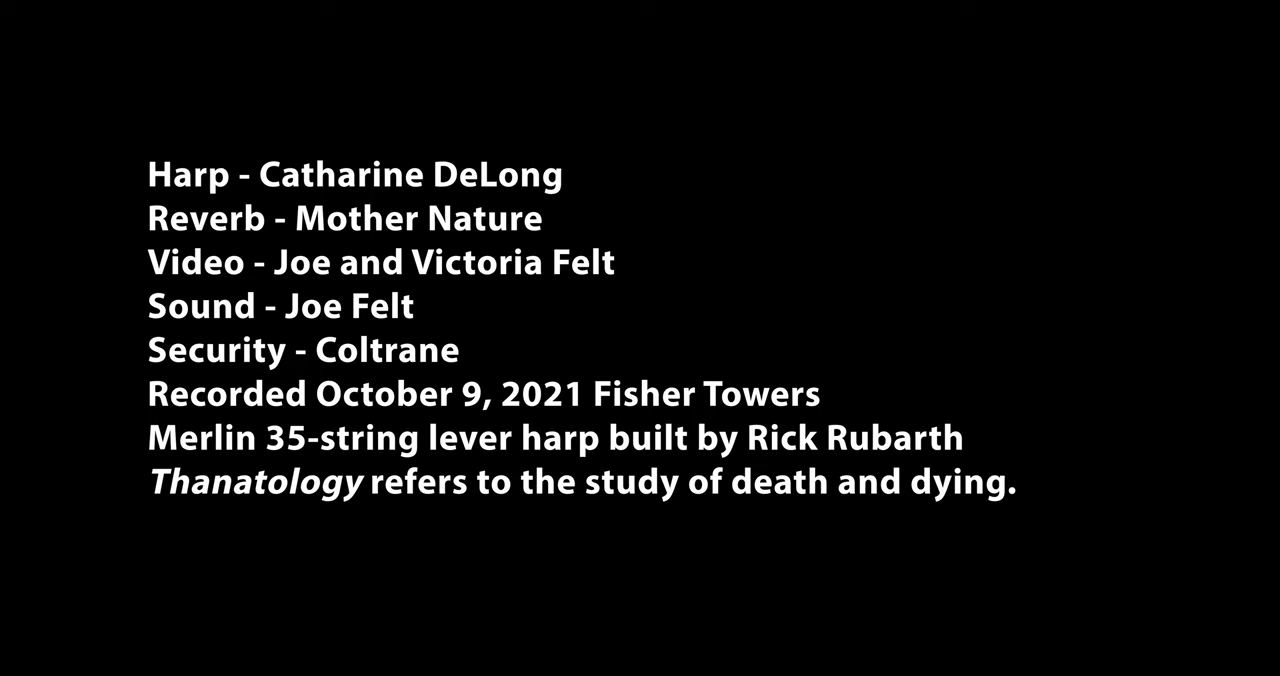 Harp - Catharine DeLong
Reverb - Mother Nature
Video - Joe and Victoria Felt
Sound - Joe Felt
Security - Coltrane
Recorded October 9, 2021 Fisher Towers
Merlin 35-string lever harp built by Rick Rubarth
Thanatology refers to the study of death and dying.